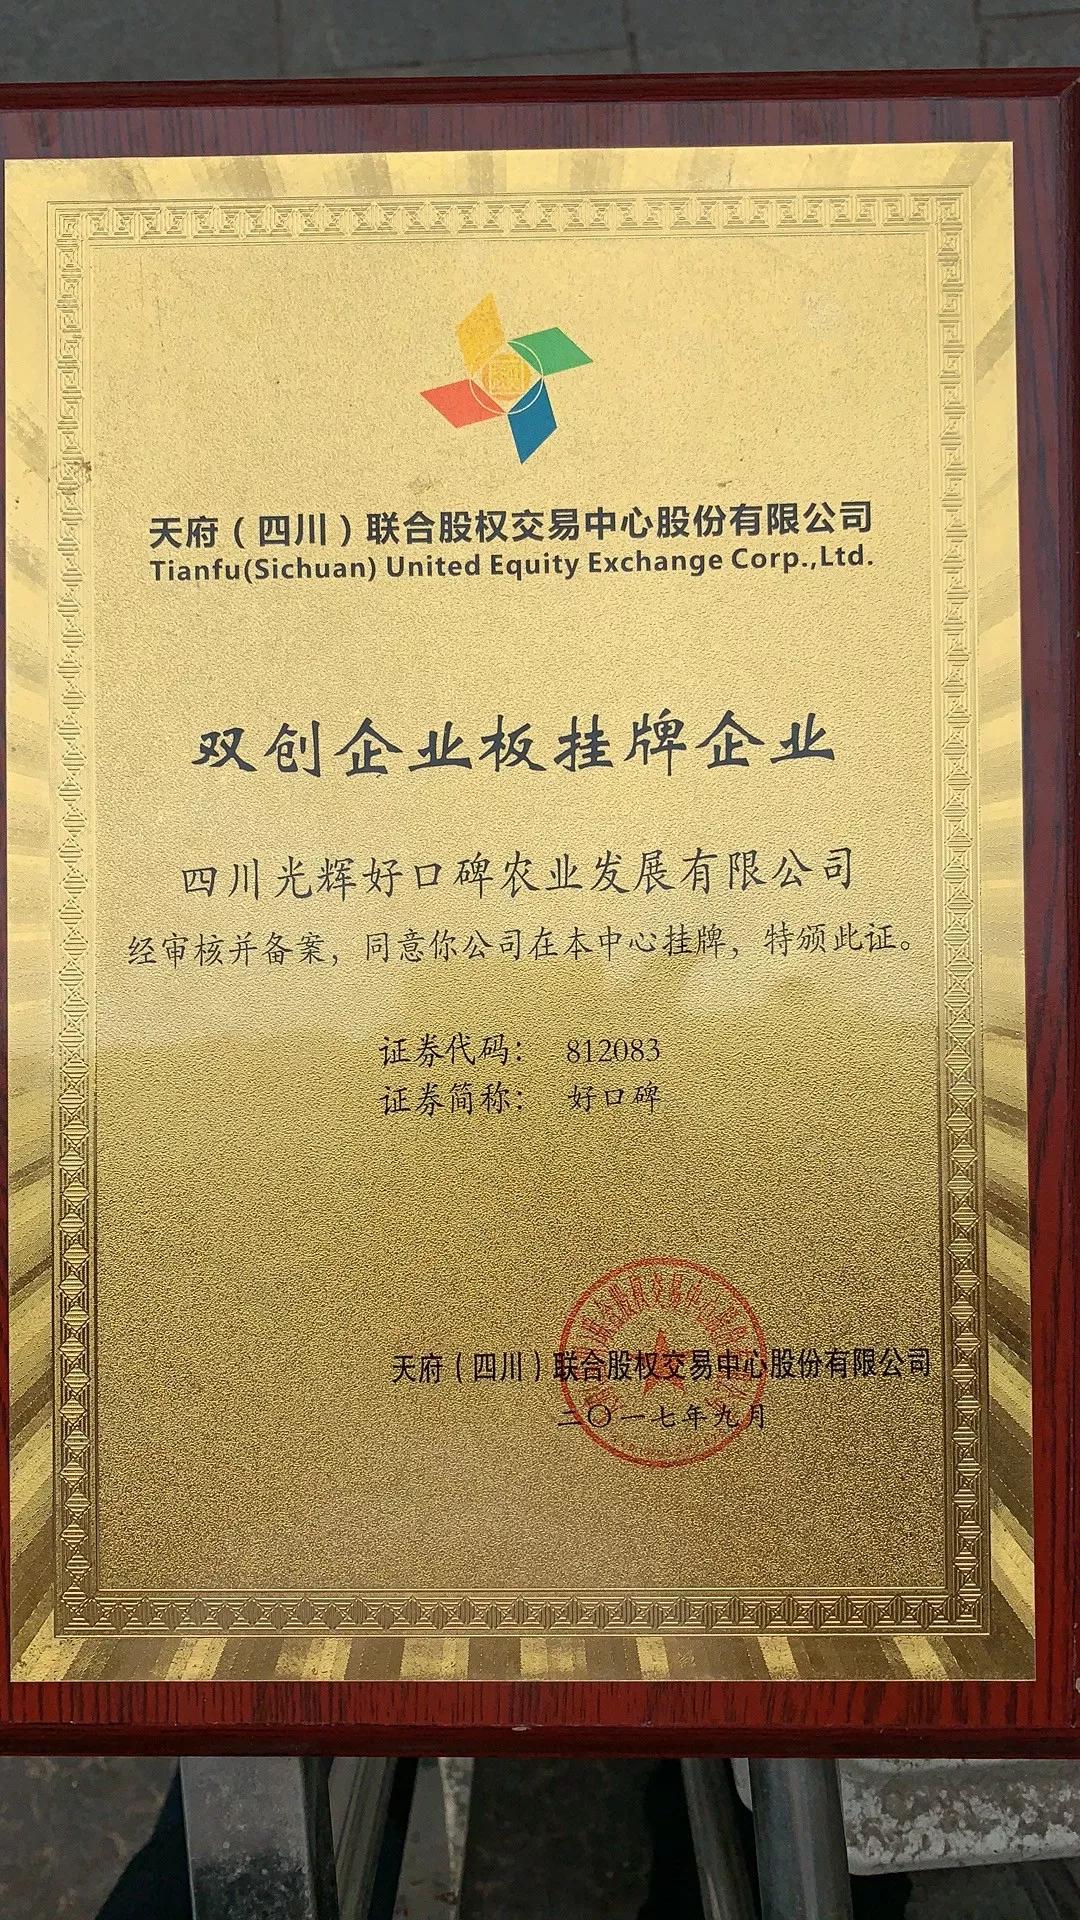 天府（四川）联合股权交易中心股份有限公司
Tianfu(Sichuan) United Equity Exchange Corp.,Ltd.
双创企业板挂牌企业
四川光辉好口碑农业发展有限公司
经审核并备案，同意你公司在本中心挂牌，特颁此证。
证券代码： 812083
证券简称： 好口碑
天府（四川）联合股权交易中心股份有限公司
二〇一七年九月